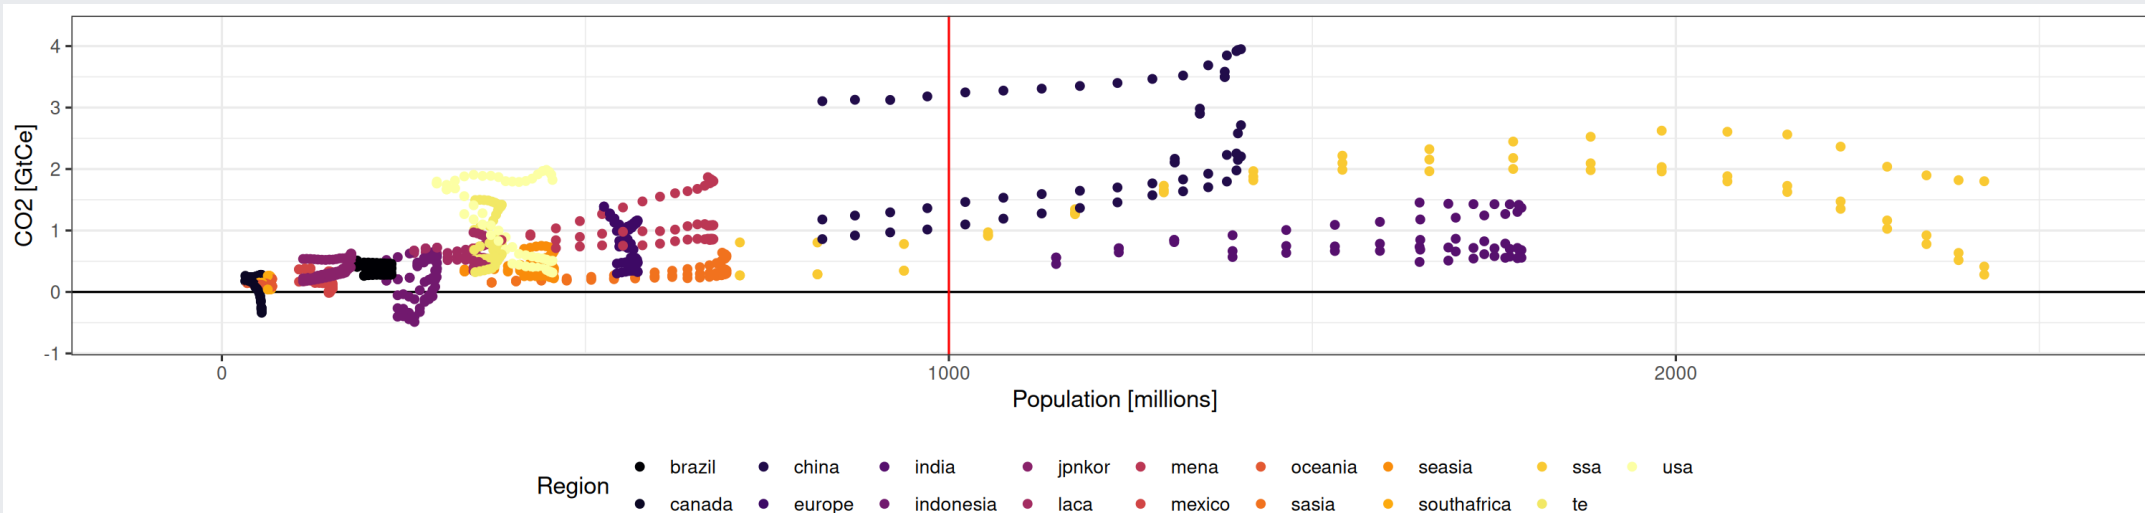 4
3
2
1
0
-1
CO2 [GtCe]
0 1000 2000
Population [millions]
Region
brazil china india jpnkor mena oceania seasia ssa usa
canada europe indonesia laca mexico sasia southafrica te